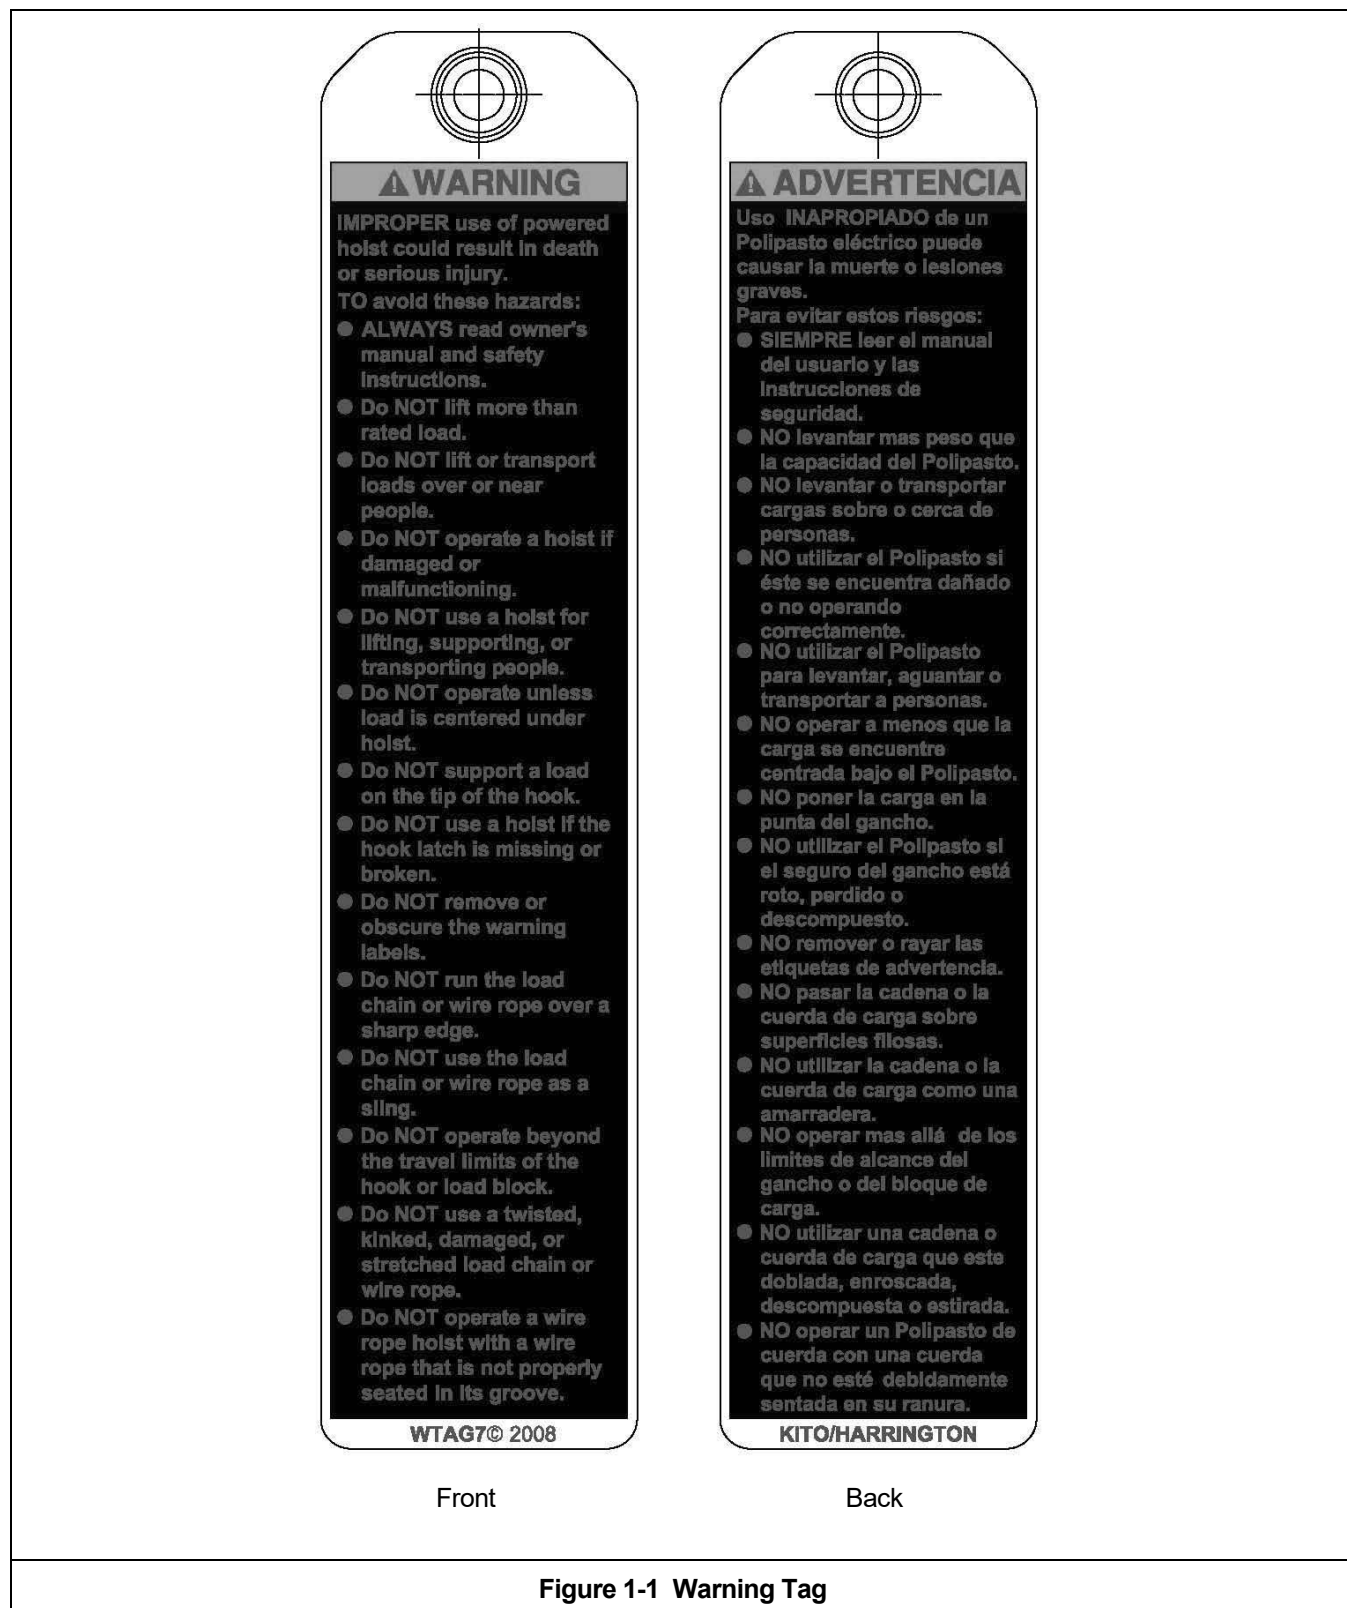 WARNING
IMPROPER use of powered
hoist could result in death
or serious injury.
TO avoid these hazards:
● ALWAYS read owner's
manual and safety
instructions.
● Do NOT lift more than
rated load.
● Do NOT lift or transport
loads over or near
people.
● Do NOT operate a hoist if
damaged or
malfunctioning.
● Do NOT use a hoist for
lifting, supporting, or
transporting people.
● Do NOT operate unless
load is centered under
hoist.
● Do NOT support a load
on the tip of the hook.
● Do NOT use a hoist if the
hook latch is missing or
broken.
● Do NOT remove or
obscure the warning
labels.
● Do NOT run the load
chain or wire rope over a
sharp edge.
● Do NOT use the load
chain or wire rope as a
sling.
● Do NOT operate beyond
the travel limits of the
hook or load block.
● Do NOT use a twisted,
kinked, damaged, or
stretched load chain or
wire rope.
● Do NOT operate a wire
rope hoist with a wire
rope that is not properly
seated in its groove.
WTAG7© 2008
Front
ADVERTENCIA
Uso INAPROPIADO de un
Polipasto eléctrico puede
causar la muerte o lesiones
graves.
Para evitar estos riesgos:
● SIEMPRE leer el manual
del usuario y las
instrucciones de
seguridad.
● NO levantar mas peso que
la capacidad del Polipasto.
● NO levantar o transportar
cargas sobre o cerca de
personas.
● NO utilizar el Polipasto si
éste se encuentra dañado
o no operando
correctamente.
● NO utilizar el Polipasto
para levantar, aguantar o
transportar a personas.
● NO operar a menos que la
carga se encuentre
centrada bajo el Polipasto.
● NO poner la carga en la
punta del gancho.
● NO utilizar el Polipasto si
el seguro del gancho está
roto, perdido o
descompuesto.
● NO remover o rayar las
etiquetas de advertencia.
● NO pasar la cadena o la
cuerda de carga sobre
superficies filosas.
● NO utilizar la cadena o la
cuerda de carga como una
amarradera.
● NO operar mas allá de los
limites de alcance del
gancho o del bloque de
carga.
● NO utilizar una cadena o
cuerda de carga que este
doblada, enroscada,
descompuesta o estirada.
● NO operar un Polipasto de
cuerda con una cuerda
que no esté debidamente
sentada en su ranura.
KITO/HARRINGTON
Back
Figure 1-1 Warning Tag